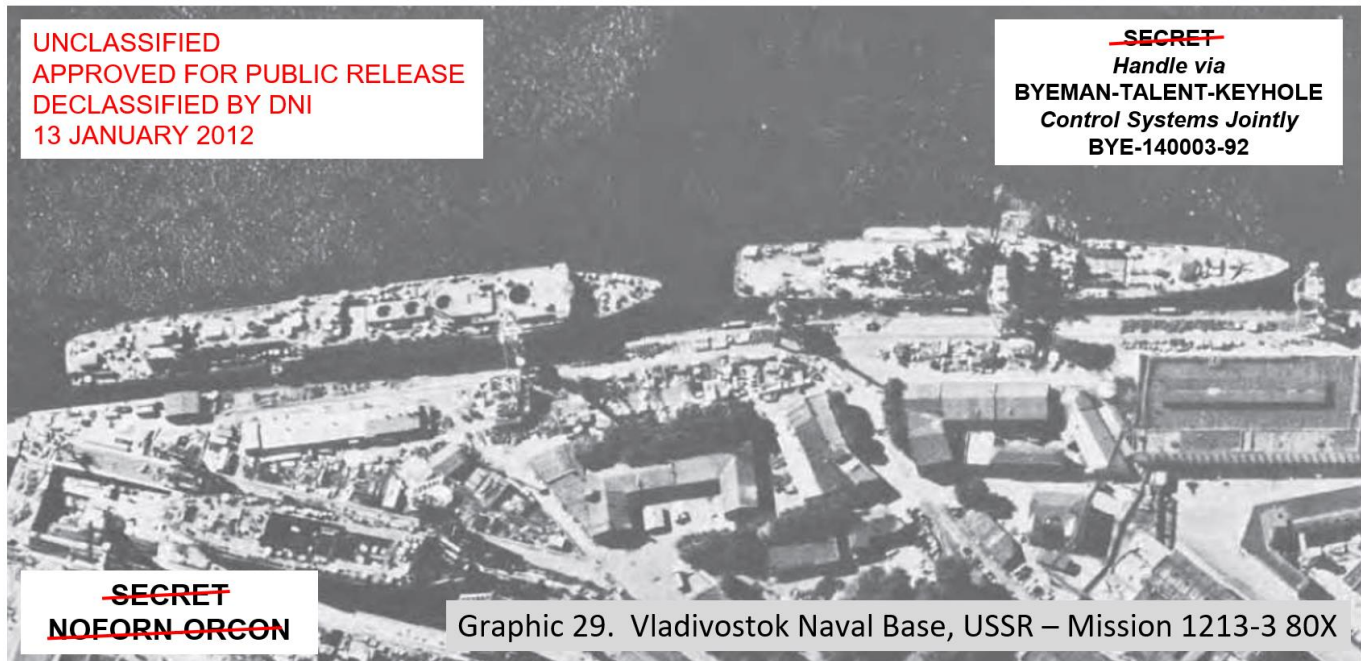 UNCLASSIFIED
APPROVED FOR PUBLIC RELEASE
DECLASSIFIED BY DNI
13 JANUARY 2012
SECRET
Handle via
BYEMAN-TALENT-KEYHOLE
Control Systems Jointly
BYE-140003-92
SECRET
NOFORN ORCON
Graphic 29. Vladivostok Naval Base, USSR – Mission 1213-3 80X